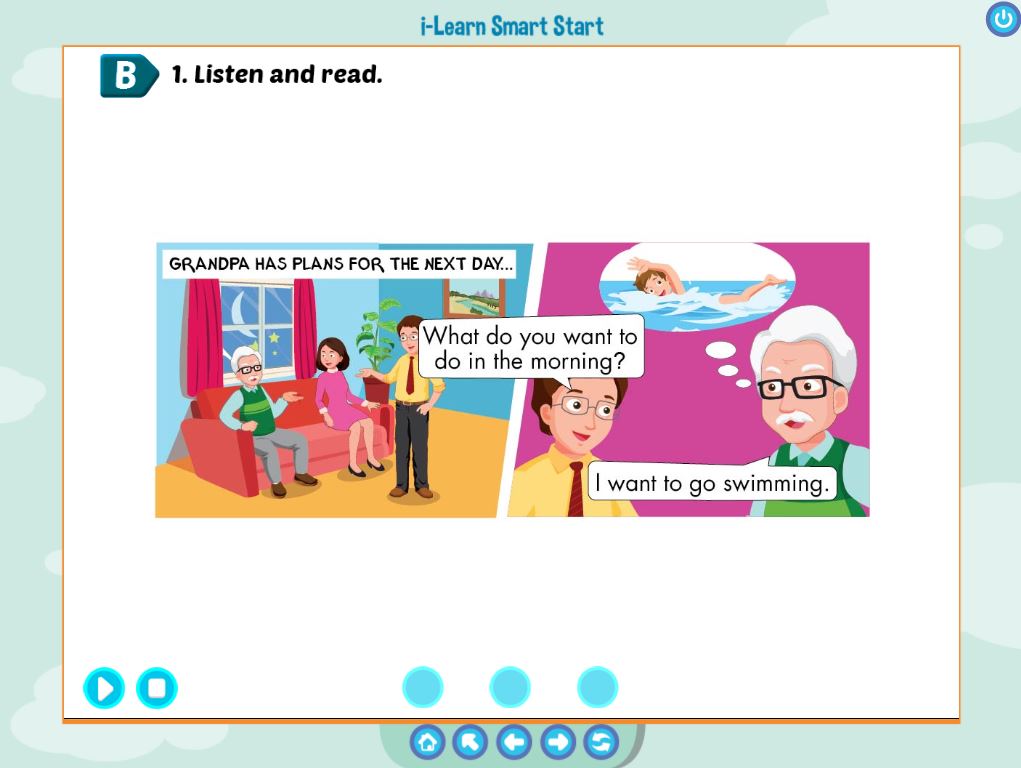 i-Learn Smart Start
B
1. Listen and read.
GRANDPA HAS PLANS FOR THE NEXT DAY...
What do you want to
do in the morning?
I want to go swimming.